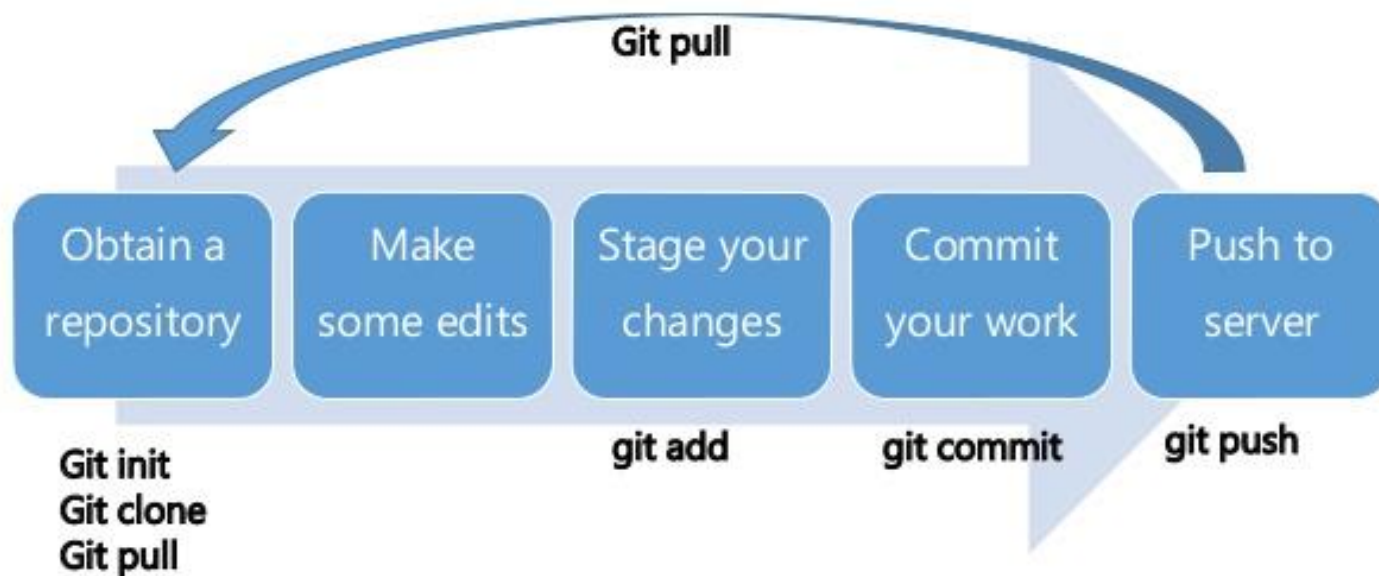 Git pull
Obtain a
repository
Make
some edits
Stage your
changes
Commit
your work
Push to
server
Git init
Git clone
Git pull
git add
git commit
git push